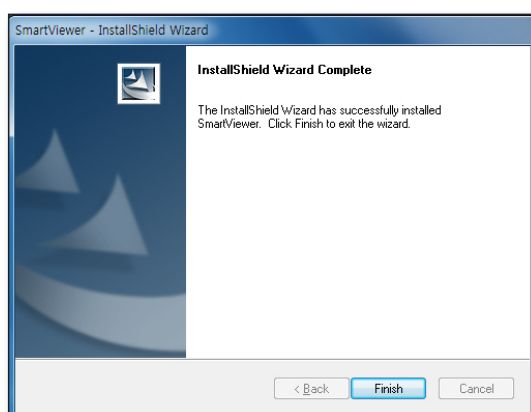 SmartViewer - InstallShield Wizard
InstallShield Wizard Complete
The InstallShield Wizard has successfully installed
SmartViewer. Click Finish to exit the wizard.
< Back
Finish
Cancel